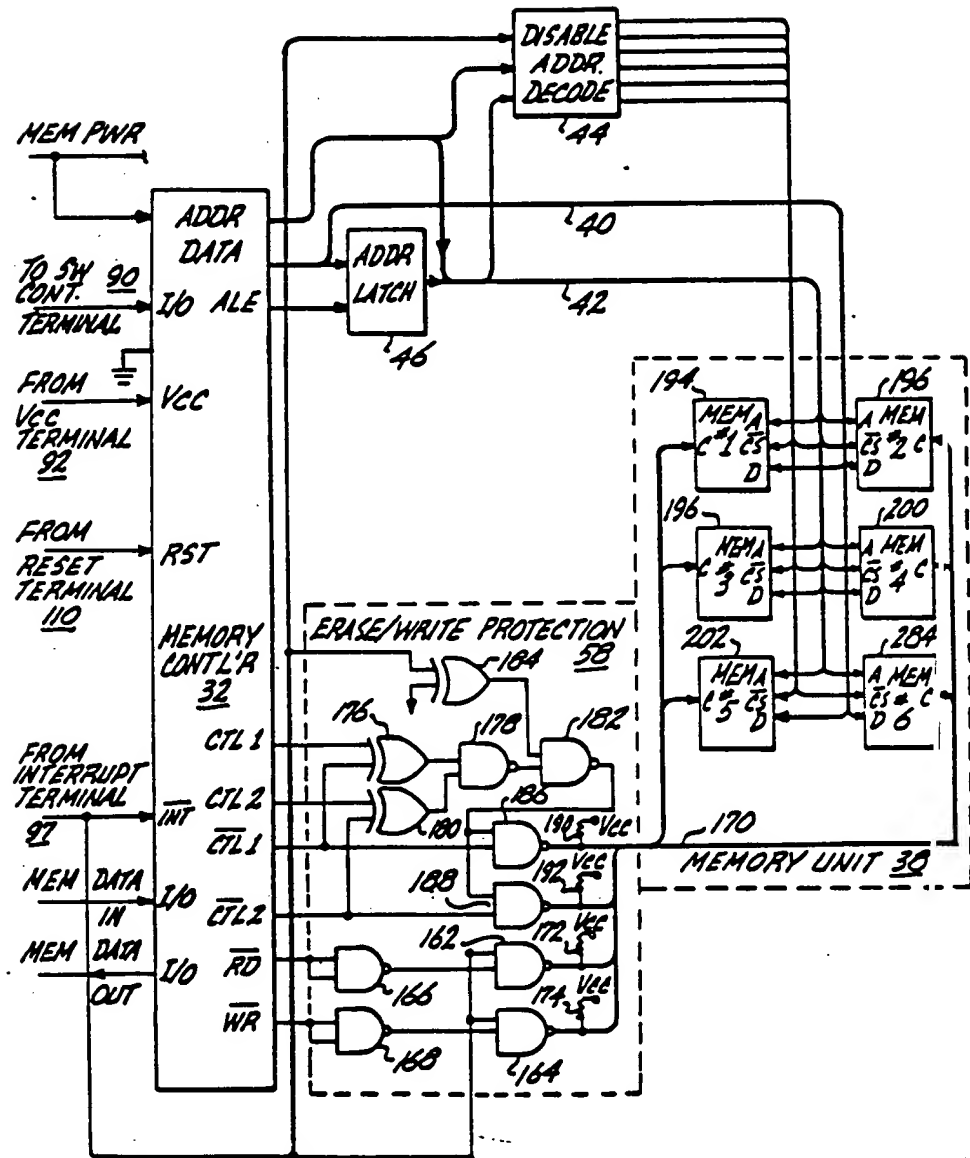 DISABLE
ADDR.
DECODE
44
MEM PWR
ADDR
DATA
I/O ALE
ADDR
LATCH
46
40
42
TO SW 90
CONT.
TERMINAL
FROM
VCC
TERMINAL
92
VCC
FROM
RESET
TERMINAL
110
RST
MEMORY
CONTL'R
32
FROM
INTERRUPT
TERMINAL
97
INT
MEM DATA
IN
I/O
MEM DATA
OUT
I/O
CTL 1
CTL 2
CTL1
CTL2
RD
WR
ERASE/WRITE PROTECTION
58
184
176
178
182
180
186
190
VCC
188
192
VCC
162
172
VCC
166
174
VCC
168
164
170
MEMORY UNIT 38
194
MEM A
C #1 CS
D
196
A MEM
CS #2 C
D
196
MEM A
C #3 CS
D
200
A MEM
CS #4 C
D
202
MEM A
C #5 CS
D
284
A MEM
CS #6 C
D